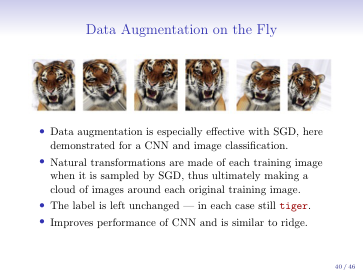 Data Augmentation on the Fly
• Data augmentation is especially effective with SGD, here
demonstrated for a CNN and image classification.
• Natural transformations are made of each training image
when it is sampled by SGD, thus ultimately making a
cloud of images around each original training image.
• The label is left unchanged — in each case still tiger.
• Improves performance of CNN and is similar to ridge.
40 / 46